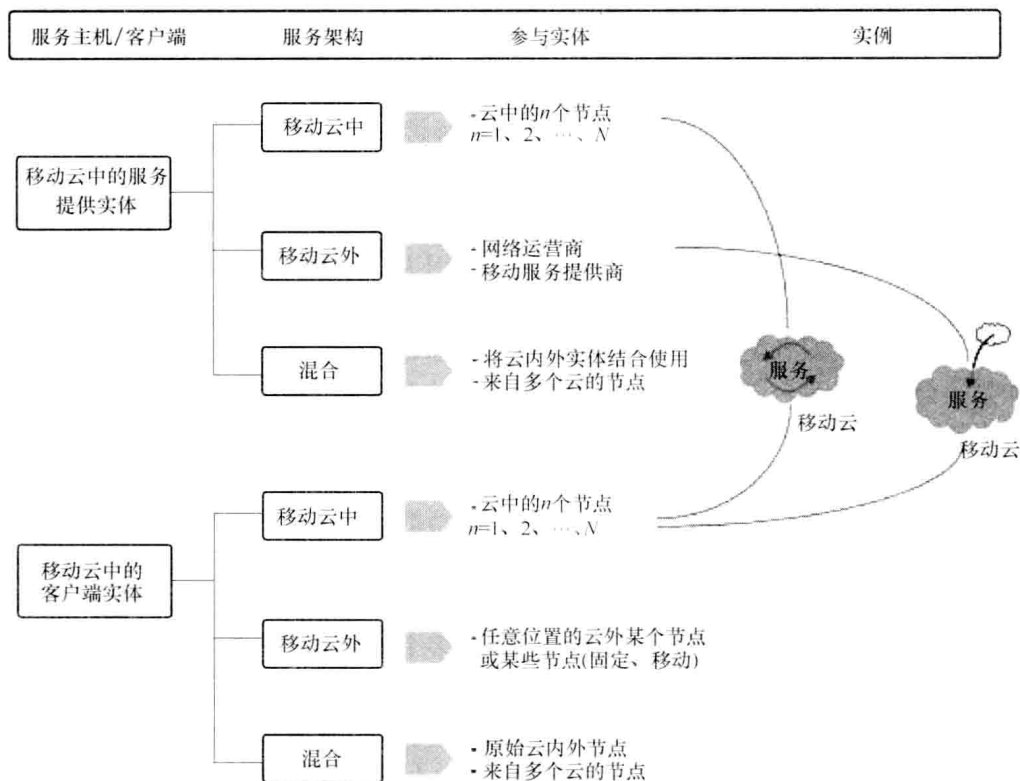 服务主机/客户端 服务架构 参与实体 实例
移动云中的服务
提供实体
移动云中
- 云中的n个节点
n=1、2、…、N
移动云外
- 网络运营商
- 移动服务提供商
混合
- 将云内外实体结合使用
- 来自多个云的节点
服务
移动云
服务
移动云
移动云中的
客户端实体
移动云中
- 云中的n个节点
n=1、2、…、N
移动云外
- 任意位置的云外某个节点
或某些节点(固定、移动)
混合
- 原始云内外节点
- 来自多个云的节点